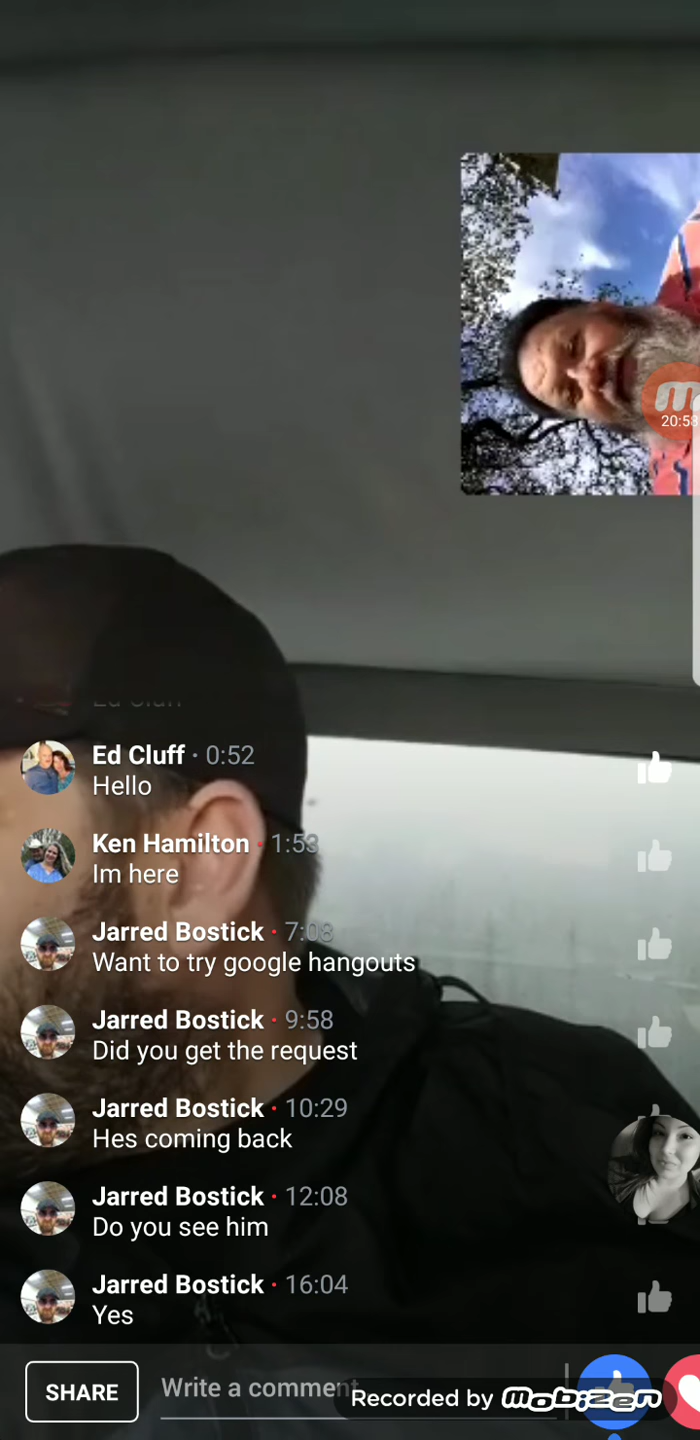 20:58
Ed Cluff
Ed Cluff · 0:52
Hello
Ken Hamilton · 1:53
Im here
Jarred Bostick · 7:08
Want to try google hangouts
Jarred Bostick · 9:58
Did you get the request
Jarred Bostick · 10:29
Hes coming back
Jarred Bostick · 12:08
Do you see him
Jarred Bostick · 16:04
Yes
SHARE
Write a comment
Recorded by mobizen